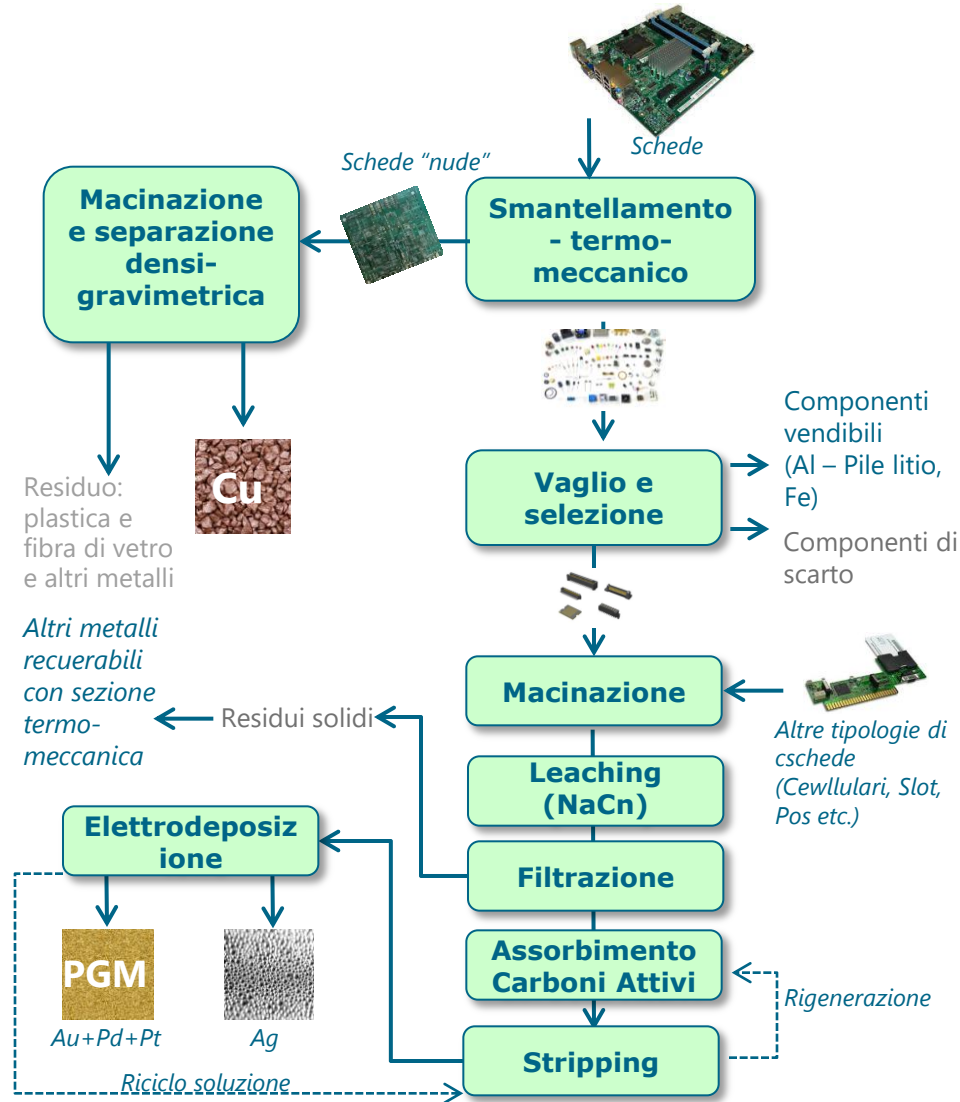 Schede
Schede “nude”
Smantellamento
- termo-
meccanico
Macinazione
e separazione
densi-
gravimetrica
Cu
Residuo:
plastica e
fibra di vetro
e altri metalli
Componenti
vendibili
(Al – Pile litio,
Fe)
Vaglio e
selezione
Componenti di
scarto
Altri metalli
recuerabili
con sezione
termo-
meccanica
Macinazione
Residui solidi
Altre tipologie di
cschede
(Cewllulari, Slot,
Pos etc.)
Leaching
(NaCn)
Elettrodeposiz
ione
Filtrazione
Assorbimento
Carboni Attivi
PGM
Au+Pd+Pt
Ag
Rigenerazione
Stripping
Riciclo soluzione